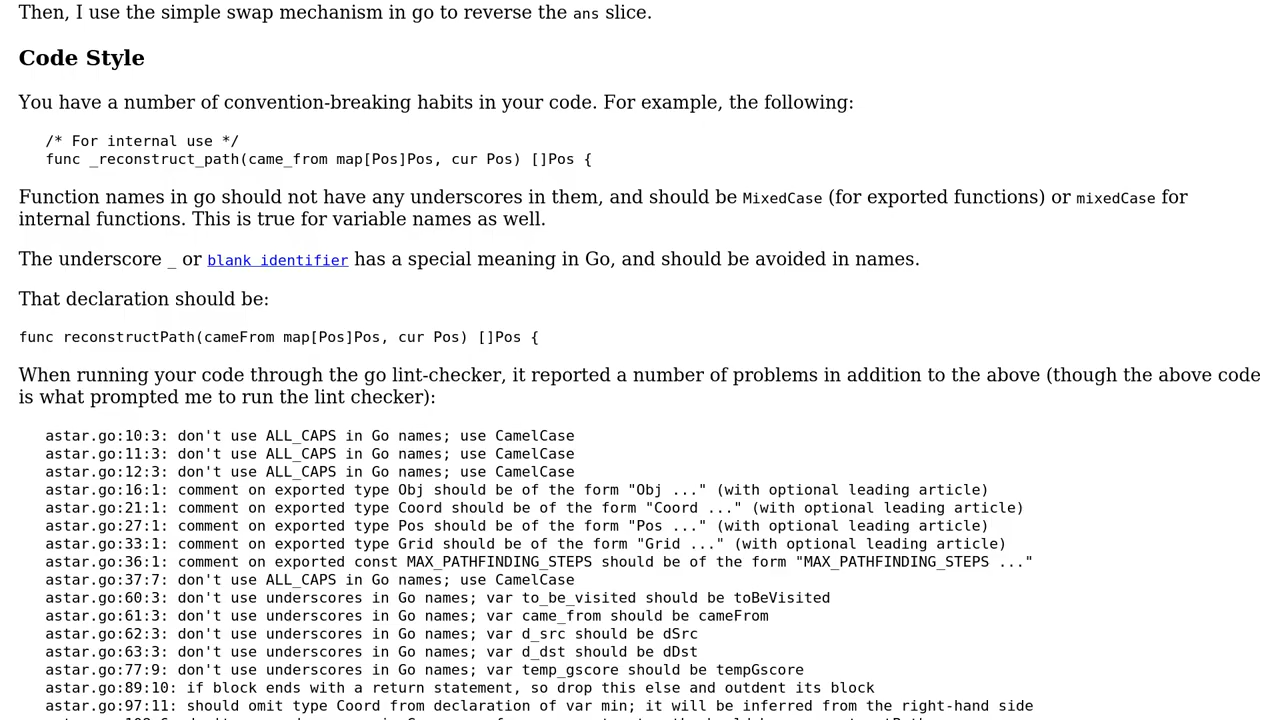 Then, I use the simple swap mechanism in go to reverse the ans slice.
Code Style
You have a number of convention-breaking habits in your code. For example, the following:
/* For internal use */
func _reconstruct_path(came_from map[Pos]Pos, cur Pos) []Pos {
Function names in go should not have any underscores in them, and should be MixedCase (for exported functions) or mixedCase for
internal functions. This is true for variable names as well.
The underscore _ or blank identifier has a special meaning in Go, and should be avoided in names.
That declaration should be:
func reconstructPath(cameFrom map[Pos]Pos, cur Pos) []Pos {
When running your code through the go lint-checker, it reported a number of problems in addition to the above (though the above code
is what prompted me to run the lint checker):
astar.go:10:3: don't use ALL_CAPS in Go names; use CamelCase
astar.go:11:3: don't use ALL_CAPS in Go names; use CamelCase
astar.go:12:3: don't use ALL_CAPS in Go names; use CamelCase
astar.go:16:1: comment on exported type Obj should be of the form "Obj ..." (with optional leading article)
astar.go:21:1: comment on exported type Coord should be of the form "Coord ..." (with optional leading article)
astar.go:27:1: comment on exported type Pos should be of the form "Pos ..." (with optional leading article)
astar.go:33:1: comment on exported type Grid should be of the form "Grid ..." (with optional leading article)
astar.go:36:1: comment on exported const MAX_PATHFINDING_STEPS should be of the form "MAX_PATHFINDING_STEPS ..."
astar.go:37:7: don't use ALL_CAPS in Go names; use CamelCase
astar.go:60:3: don't use underscores in Go names; var to_be_visited should be toBeVisited
astar.go:61:3: don't use underscores in Go names; var came_from should be cameFrom
astar.go:62:3: don't use underscores in Go names; var d_src should be dSrc
astar.go:63:3: don't use underscores in Go names; var d_dst should be dDst
astar.go:77:9: don't use underscores in Go names; var temp_gscore should be tempGscore
astar.go:89:10: if block ends with a return statement, so drop this else and outdent its block
astar.go:97:11: should omit type Coord from declaration of var min; it will be inferred from the right-hand side